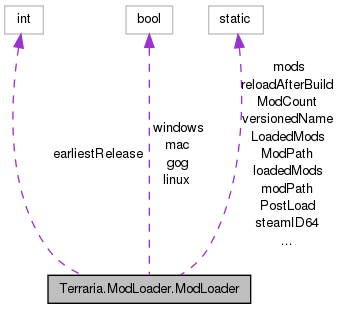 int
bool
static
earliestRelease
windows
mac
gog
linux
mods
reloadAfterBuild
ModCount
versionedName
LoadedMods
ModPath
loadedMods
modPath
PostLoad
steamID64
...
Terraria.ModLoader.ModLoader